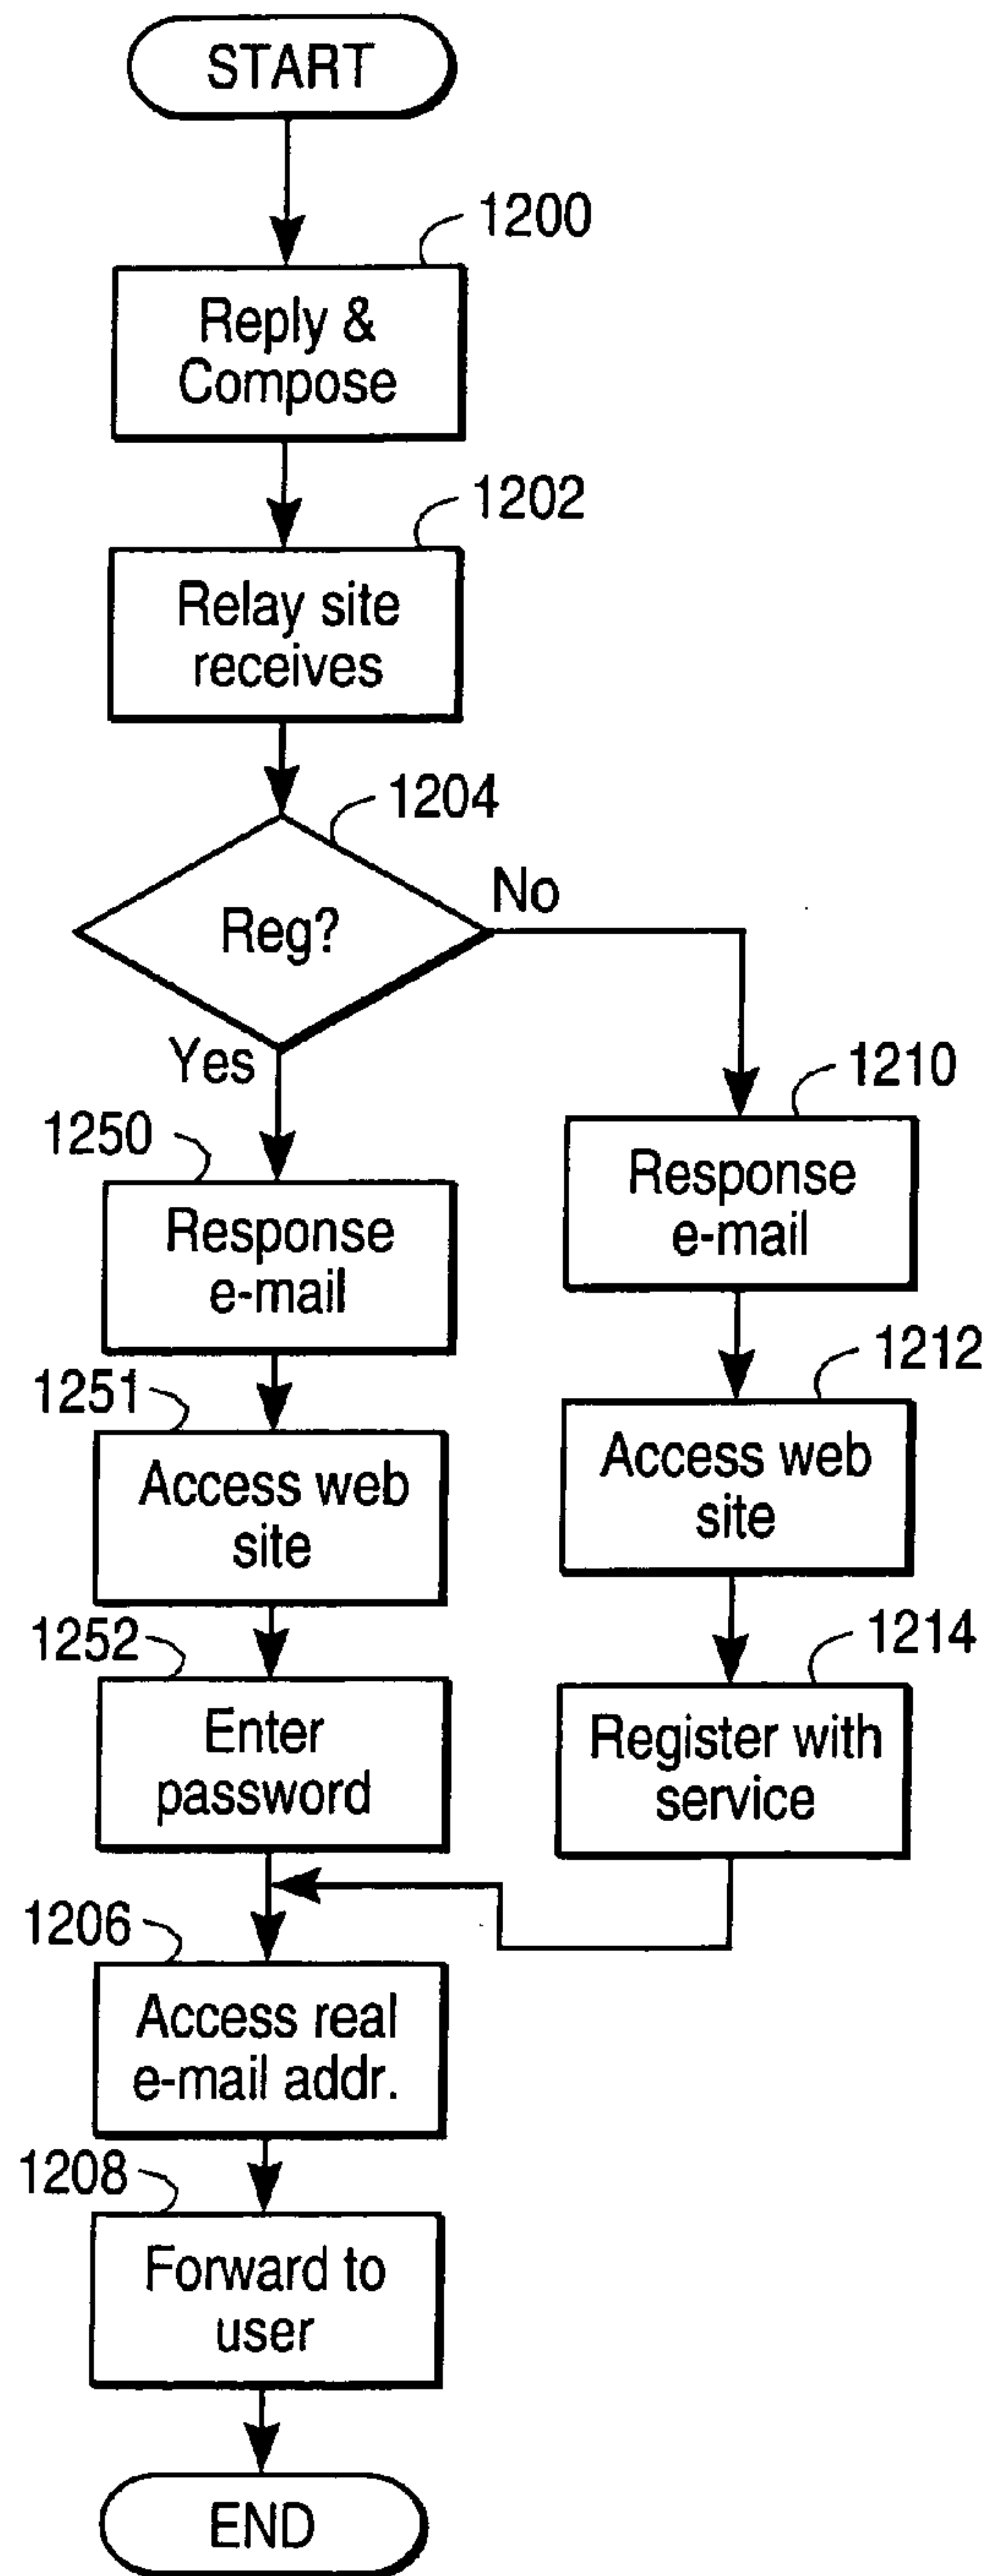 START
1200
Reply &
Compose
1202
Relay site
receives
1204
Reg?
No
Yes
1250
Response
e-mail
1210
Response
e-mail
1251
Access web
site
1212
Access web
site
1252
Enter
password
1214
Register with
service
1206
Access real
e-mail addr.
1208
Forward to
user
END